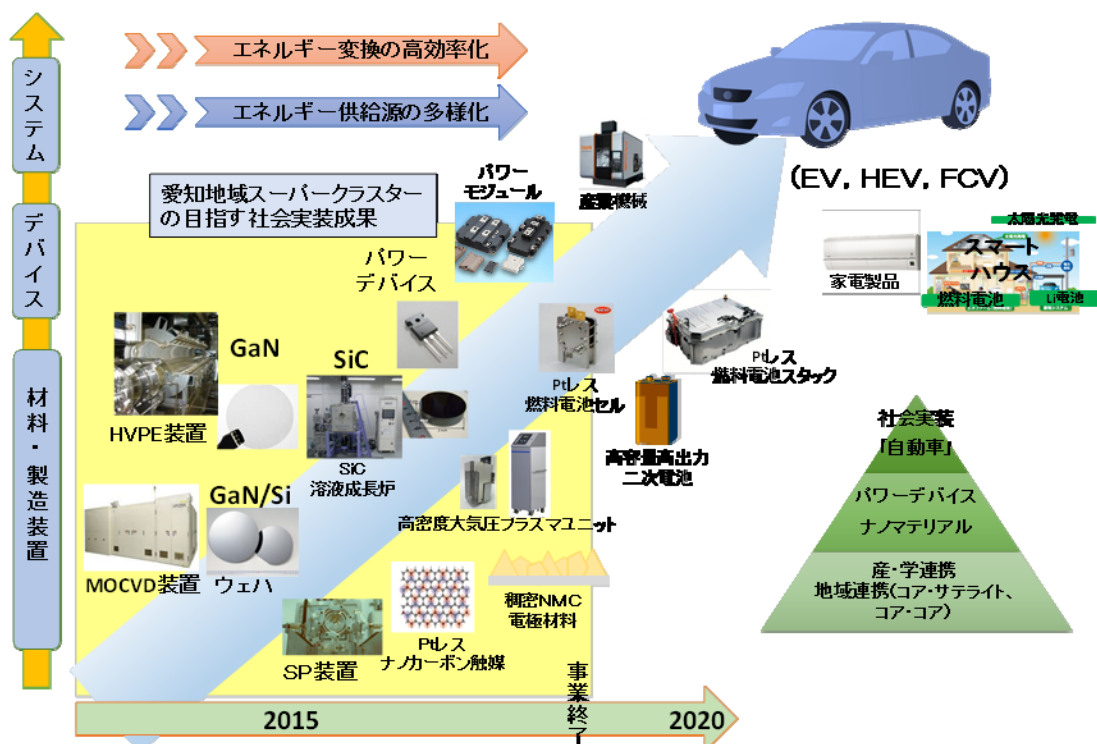 システム
デバイス
材料・製造装置
エネルギー変換の高効率化
エネルギー供給源の多様化
愛知地域スーパークラスター
の目指す社会実装成果
パワー
モジュール
パワー
デバイス
産業機械
(EV, HEV, FCV)
家電製品
太陽光発電
スマート
ハウス
燃料電池
Li電池
GaN
HVPE装置
SiC
SiC
溶液成長炉
Ptレス
燃料電池セル
Ptレス
燃料電池スタック
高容量高出力
二次電池
GaN/Si
MOCVD装置
ウェハ
高密度大気圧プラズマユニット
稠密NMC
電極材料
SP装置
Ptレス
ナノカーボン触媒
社会実装
「自動車」
パワーデバイス
ナノマテリアル
産・学連携
地域連携(コア・サテライト、
コア・コア)
事業終了
2015
2020